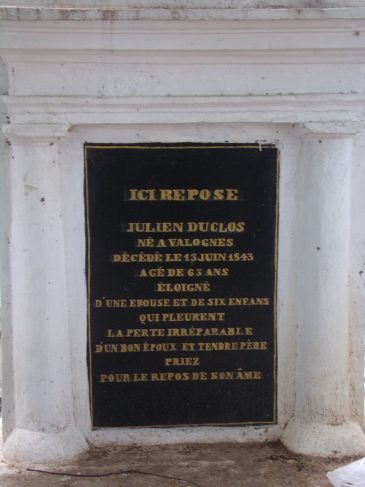 ICI REPOSE
JULIEN DUCLOS
NÉ A VALOGNES
DÉCÈDÉ LE 13 JUIN 1843
AGÉ DE 63 ANS
ÉLOIGNÉ
D'UNE EBOUSE ET DE SIX ENFANS
QUI PLEURENT
LA PERTE IRRÉPARABLE
D'UN BON ÉPOUX ET TENDRE PÈRE
PRIEZ
POUR LE REPOS DE SON ÂME